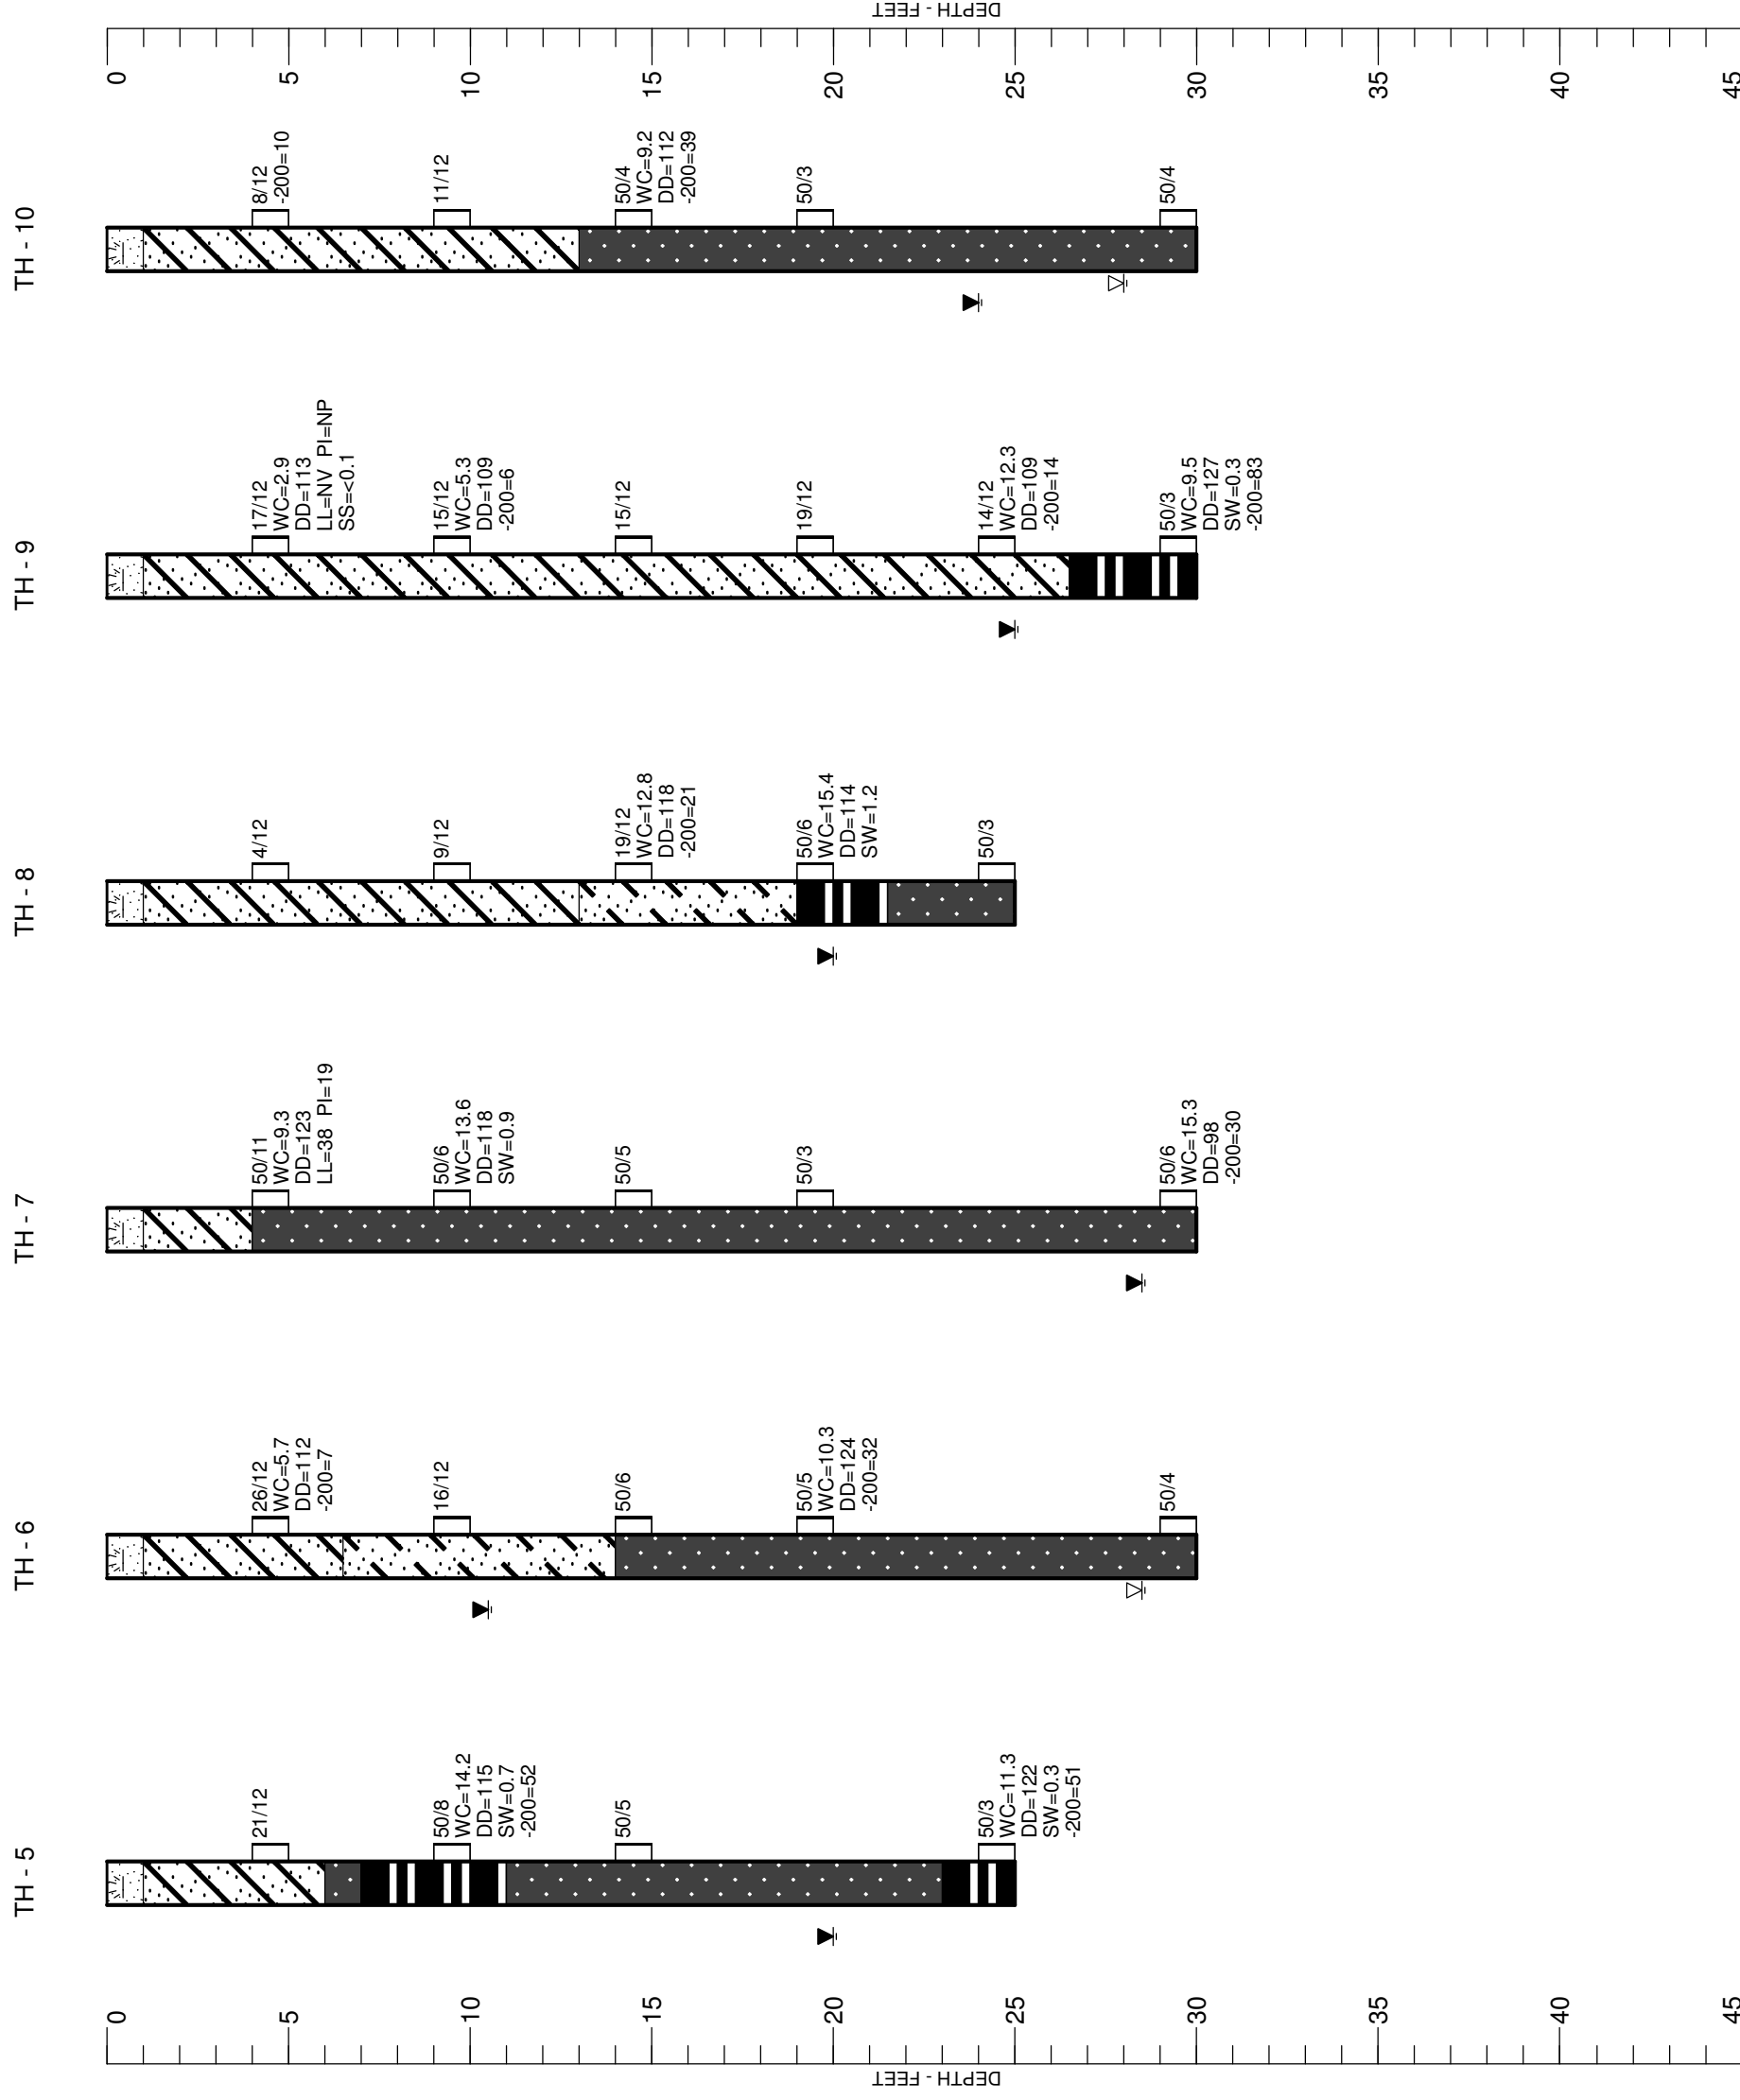 TH - 5
TH - 6
TH - 7
TH - 8
TH - 9
TH - 10
DEPTH - FEET
0
5
10
15
20
25
30
35
40
45
21/12
50/8
WC=14.2
DD=115
SW=0.7
-200=52
50/5
50/3
WC=11.3
DD=122
SW=0.3
-200=51
26/12
WC=5.7
DD=112
-200=7
16/12
50/6
50/5
WC=10.3
DD=124
-200=32
50/4
50/11
WC=9.3
DD=123
LL=38 PI=19
50/6
WC=13.6
DD=118
SW=0.9
50/5
50/3
50/6
WC=15.3
DD=98
-200=30
4/12
9/12
19/12
WC=12.8
DD=118
-200=21
50/6
WC=15.4
DD=114
SW=1.2
50/3
17/12
WC=2.9
DD=113
LL=NV PI=NP
SS=<0.1
15/12
WC=5.3
DD=109
-200=6
15/12
19/12
14/12
WC=12.3
DD=109
-200=14
50/3
WC=9.5
DD=127
SW=0.3
-200=83
8/12
-200=10
11/12
50/4
WC=9.2
DD=112
-200=39
50/3
50/4
0
5
10
15
20
25
30
35
40
45
DEPTH - FEET